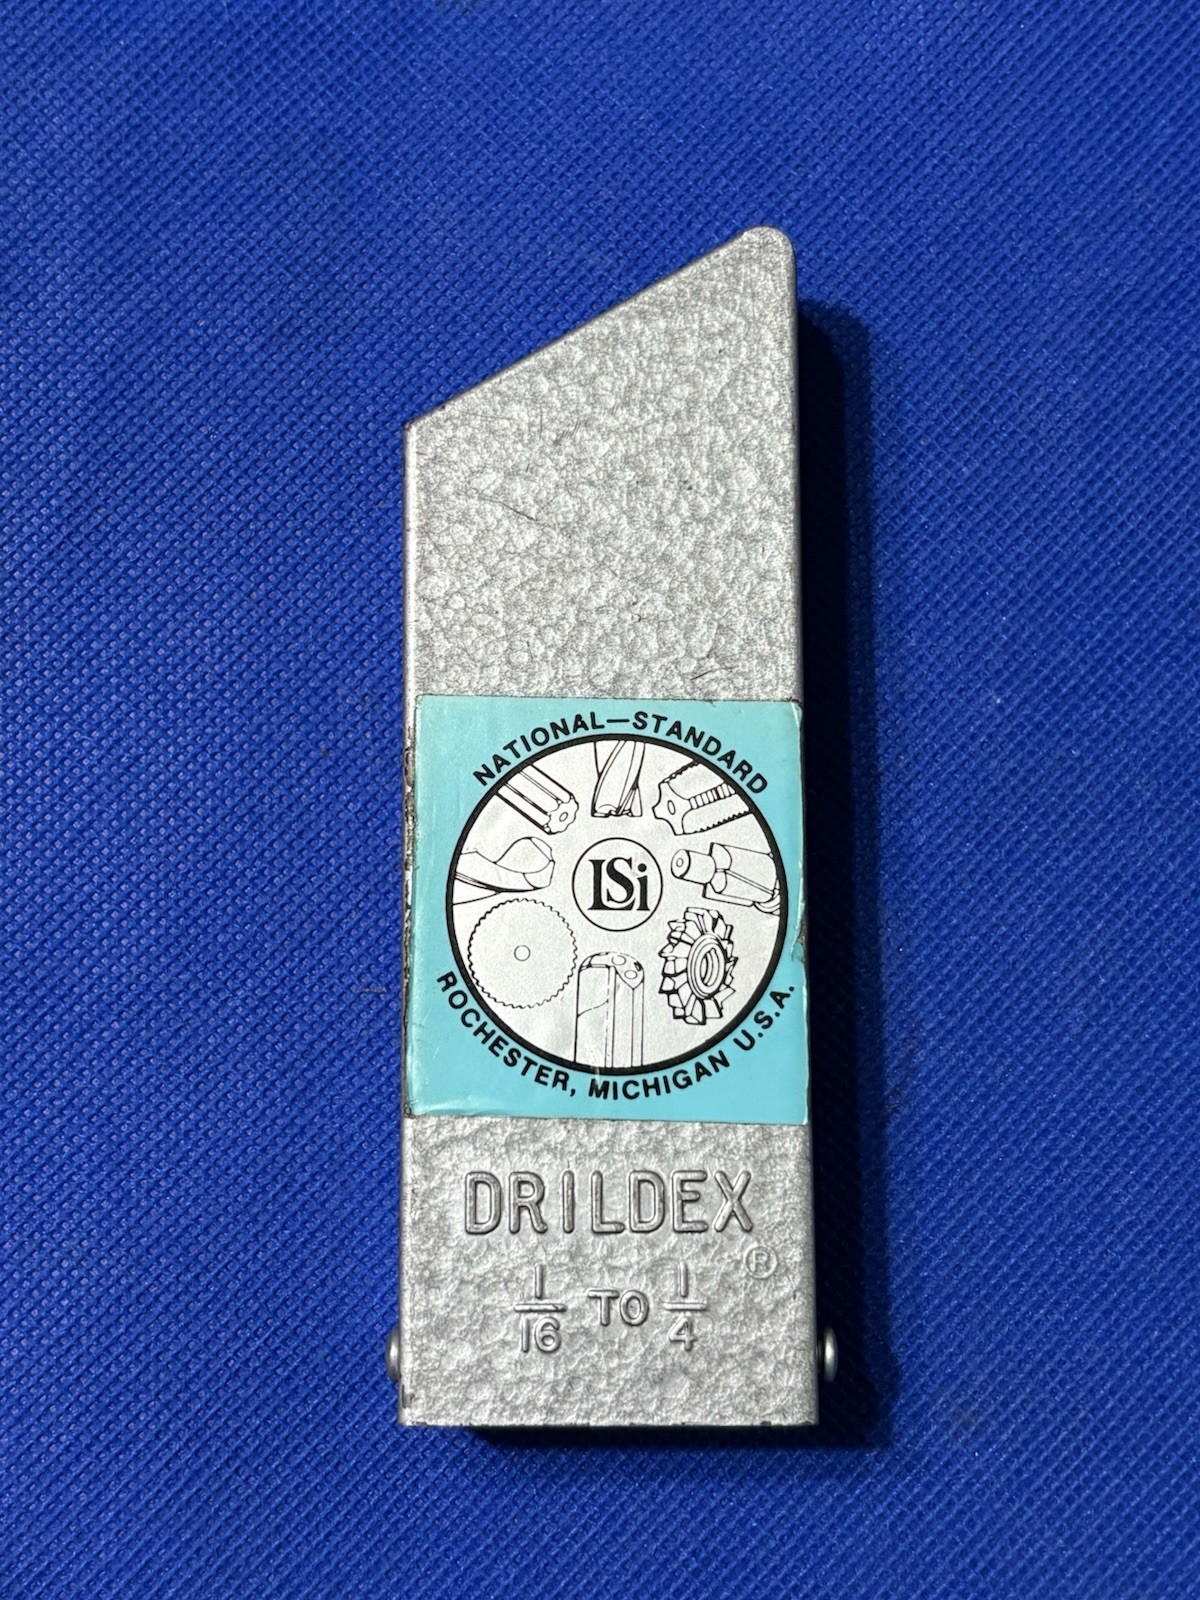 NATIONAL—STANDARD
LSi
ROCHESTER, MICHIGAN U.S.A.
DRILDEX
®
1/16 TO 1/4